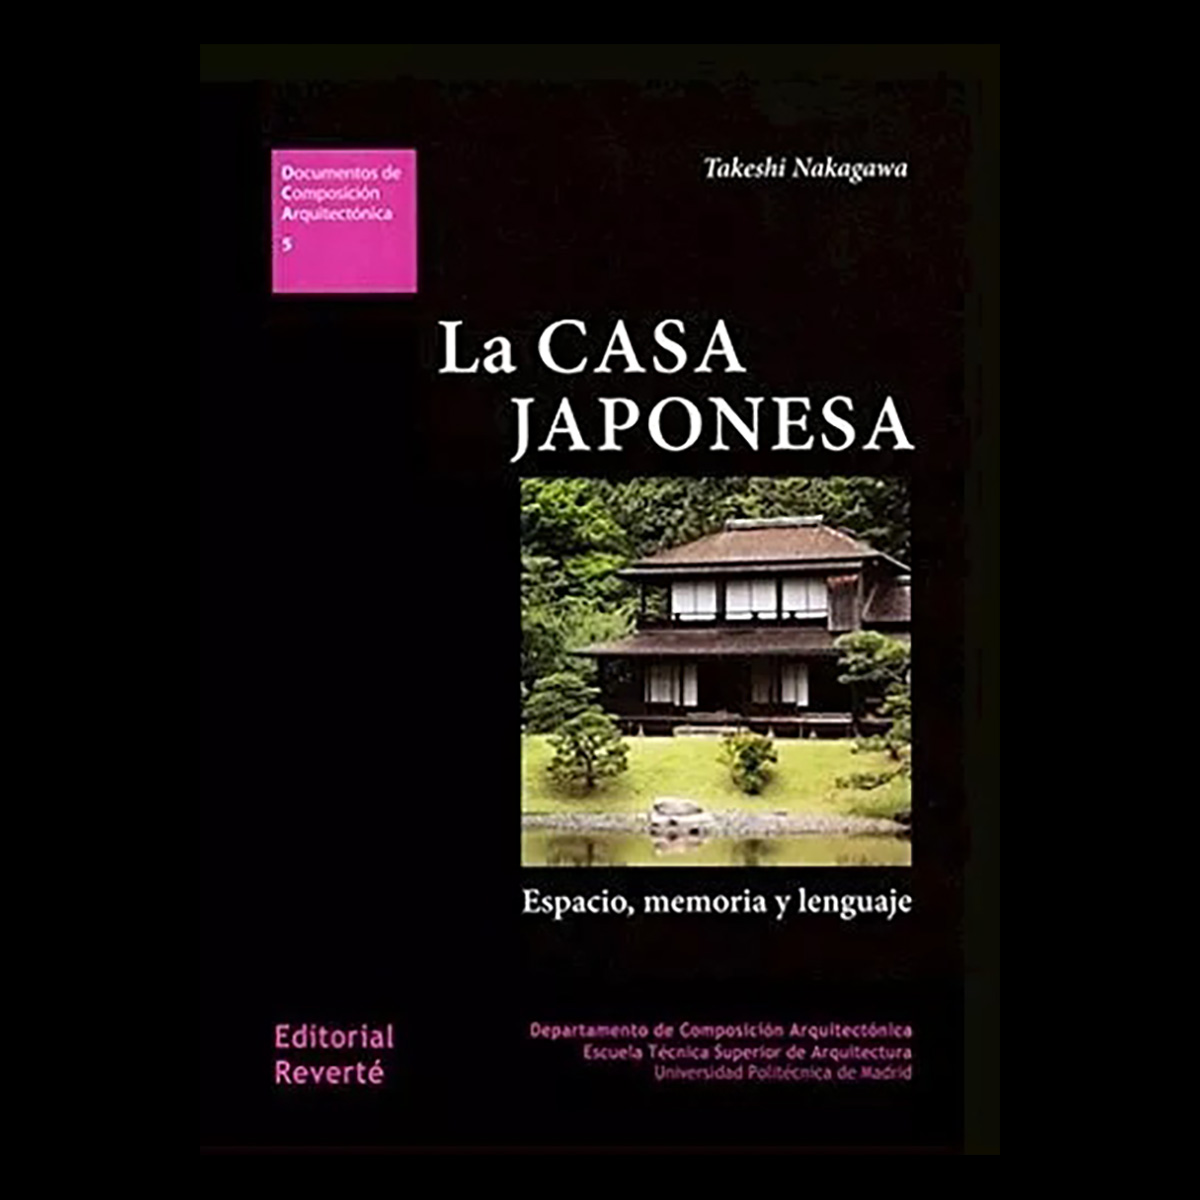 Documentos de
Composición
Arquitectónica
5
Takeshi Nakagawa
La CASA
JAPONESA
Espacio, memoria y lenguaje
Editorial
Reverté
Departamento de Composición Arquitectónica
Escuela Técnica Superior de Arquitectura
Universidad Politécnica de Madrid